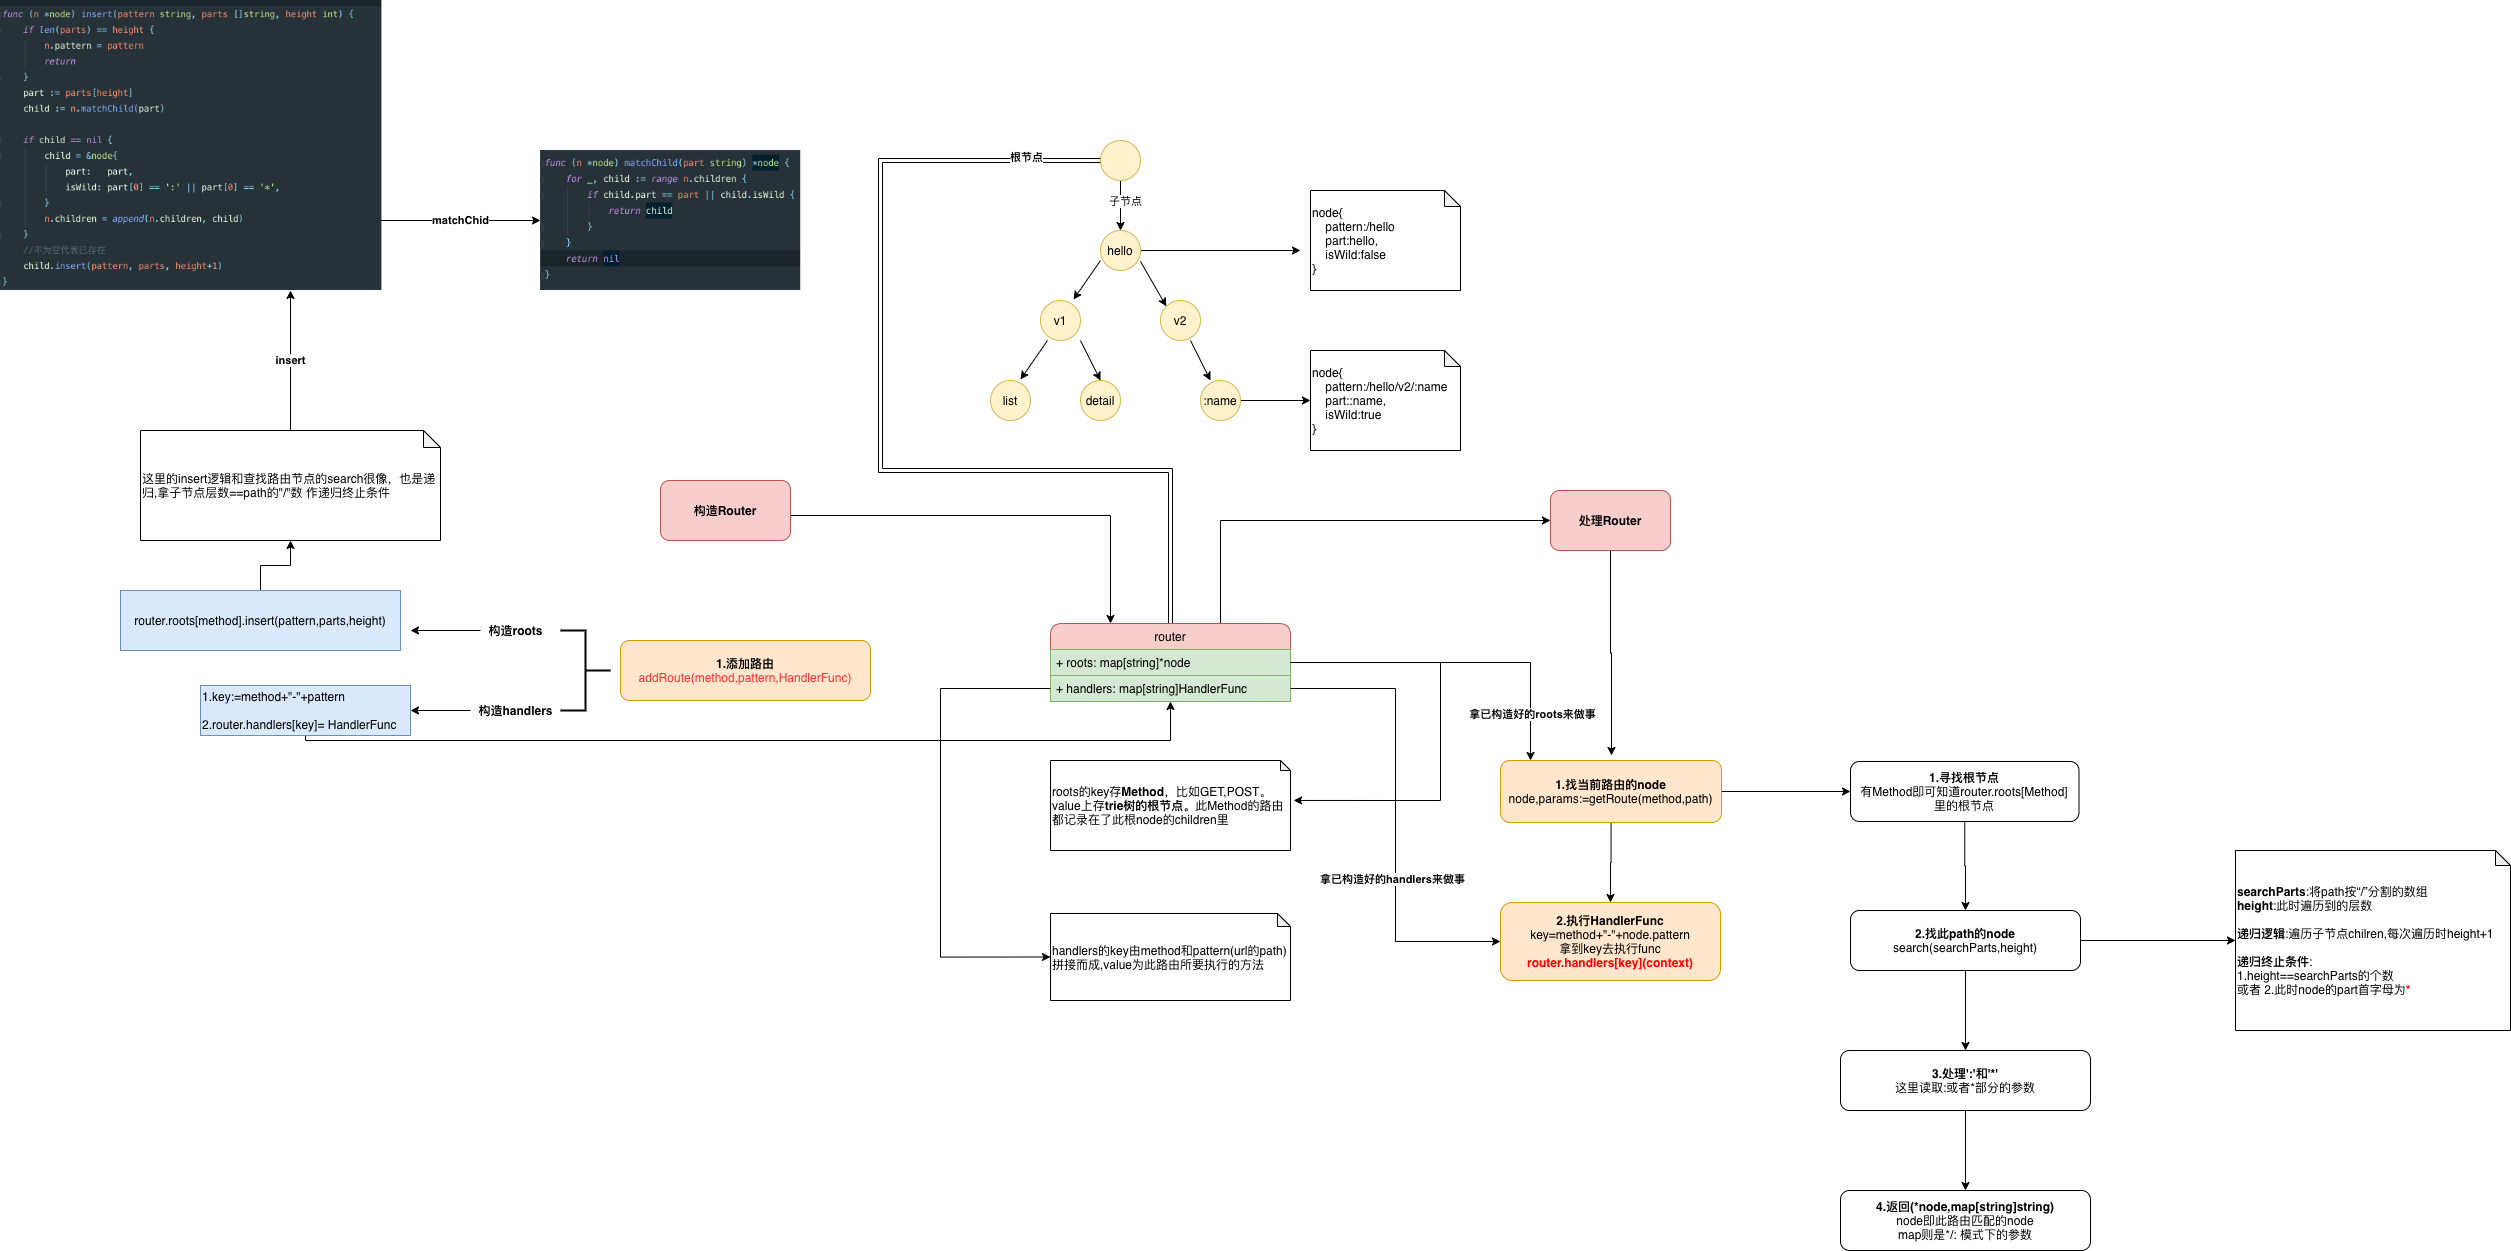 func (n *node) insert(pattern string, parts []string, height int) {
if len(parts) == height {
n.pattern = pattern
return
}
part := parts[height]
child := n.matchChild(part)
if child == nil {
child = &node{
part:   part,
isWild: part[0] == ':' || part[0] == '*',
}
n.children = append(n.children, child)
}
//不为空代表已存在
child.insert(pattern, parts, height+1)
}
matchChid
func (n *node) matchChild(part string) *node {
for _, child := range n.children {
if child.part == part || child.isWild {
return child
}
}
return nil
}
insert
这里的insert逻辑和查找路由节点的search很像，也是递
归,拿子节点层数==path的"/"数 作递归终止条件
router.roots[method].insert(pattern,parts,height)
构造roots
1.key:=method+"-"+pattern
2.router.handlers[key]= HandlerFunc
构造handlers
1.添加路由
addRoute(method,pattern,HandlerFunc)
构造Router
根节点
子节点
hello
v1
v2
list
detail
:name
node{
pattern:/hello
part:hello,
isWild:false
}
node{
pattern:/hello/v2/:name
part::name,
isWild:true
}
处理Router
router
+ roots: map[string]*node
+ handlers: map[string]HandlerFunc
roots的key存Method，比如GET,POST。
value上存trie树的根节点。此Method的路由
都记录在了此根node的children里
handlers的key由method和pattern(url的path)
拼接而成,value为此路由所要执行的方法
拿已构造好的roots来做事
拿已构造好的handlers来做事
1.找当前路由的node
node,params:=getRoute(method,path)
2.执行HandlerFunc
key=method+"-"+node.pattern
拿到key去执行func
router.handlers[key](context)
1.寻找根节点
有Method即可知道router.roots[Method]
里的根节点
2.找此path的node
search(searchParts,height)
searchParts:将path按“/”分割的数组
height:此时遍历到的层数
递归逻辑:遍历子节点chilren,每次遍历时height+1
递归终止条件:
1.height==searchParts的个数
或者 2.此时node的part首字母为*
3.处理':'和'*'
这里读取:或者*部分的参数
4.返回(*node,map[string]string)
node即此路由匹配的node
map则是*/: 模式下的参数